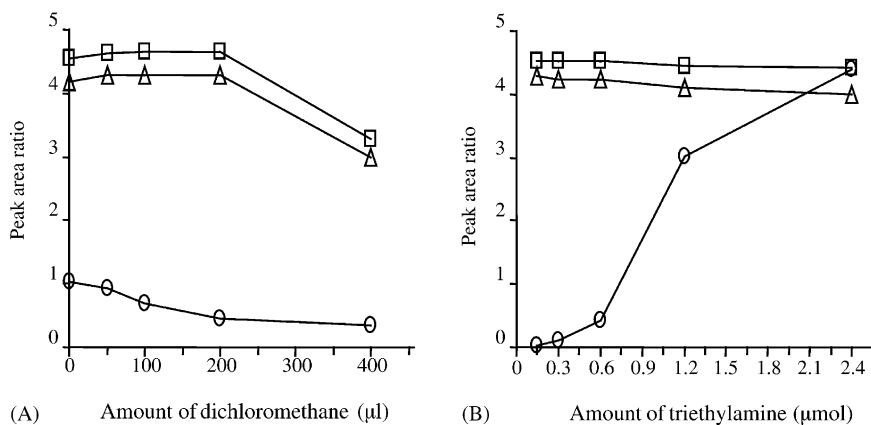 5
4
3
2
1
0
Peak area ratio
0 100 200 300 400
(A) Amount of dichloromethane (μl)
5
4
3
2
1
0
Peak area ratio
0 0.3 0.6 0.9 1.2 1.5 1.8 2.1 2.4
(B) Amount of triethylamine (μmol)